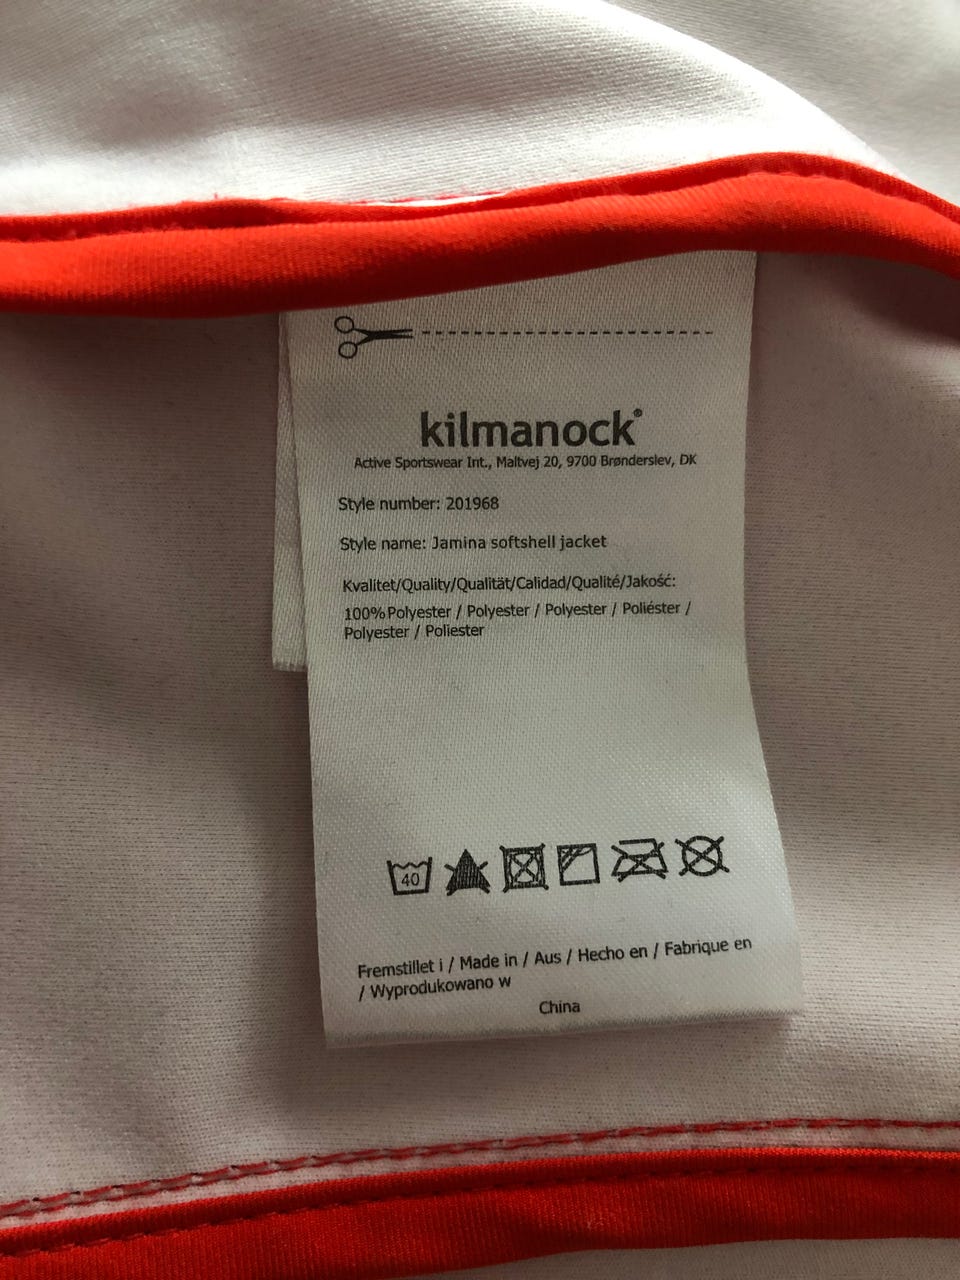 kilmanock®
Active Sportswear Int., Maltvej 20, 9700 Brønderslev, DK
Style number: 201968
Style name: Jamina softshell jacket
Kvalitet/Quality/Qualität/Calidad/Qualité/Jakość:
100%Polyester / Polyester / Polyester / Poliéster /
Polyester / Poliester
40
Fremstillet i / Made in / Aus / Hecho en / Fabrique en
/ Wyprodukowano w
China